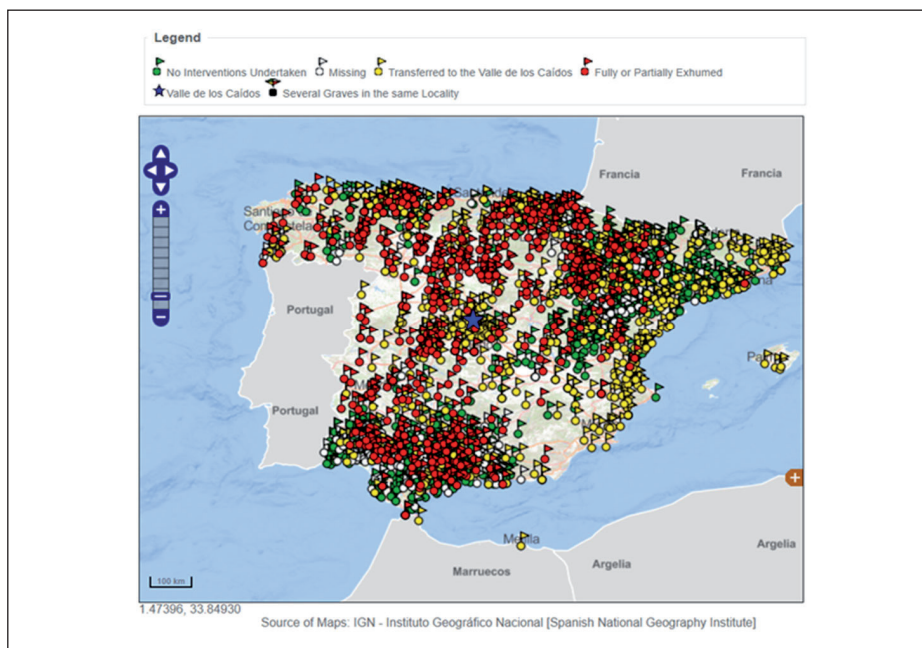 Legend
No Interventions Undertaken Missing Transferred to the Valle de los Caídos Fully or Partially Exhumed
Valle de los Caídos Several Graves in the same Locality
Francia Francia
Santiago
Portugal
Portugal
Melilla
Marruecos
Argelia
Argelia
100 km
1.47396, 33.84930
Source of Maps: IGN - Instituto Geográfico Nacional [Spanish National Geography Institute]